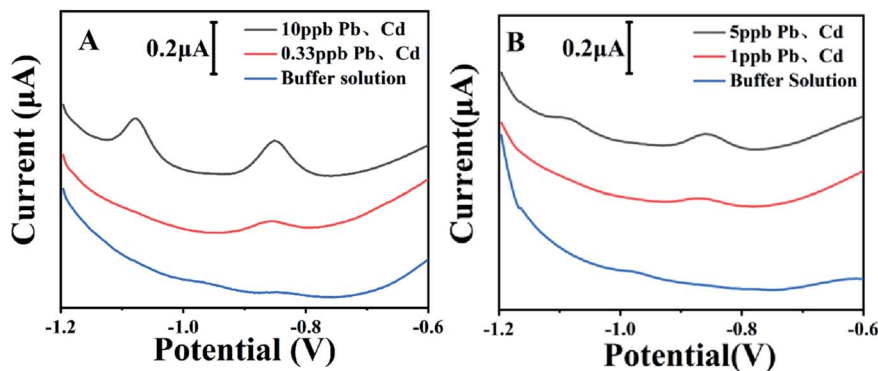 A
0.2μA
10ppb Pb、Cd
0.33ppb Pb、Cd
Buffer solution
Current (μA)
-1.2
-1.0
-0.8
-0.6
Potential (V)
B
0.2μA
5ppb Pb、Cd
1ppb Pb、Cd
Buffer Solution
Current(μA)
-1.2
-1.0
-0.8
-0.6
Potential(V)